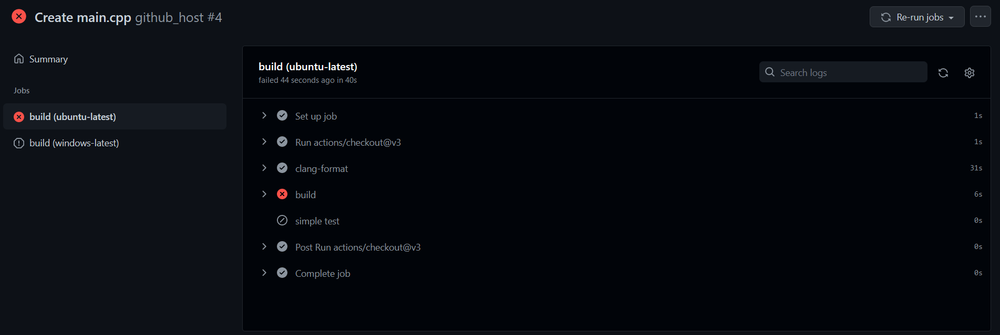 Create main.cpp github_host #4
Re-run jobs
Summary
Jobs
build (ubuntu-latest)
build (windows-latest)
build (ubuntu-latest)
failed 44 seconds ago in 40s
Search logs
Set up job 1s
Run actions/checkout@v3 1s
clang-format 31s
build 6s
simple test 0s
Post Run actions/checkout@v3 0s
Complete job 0s